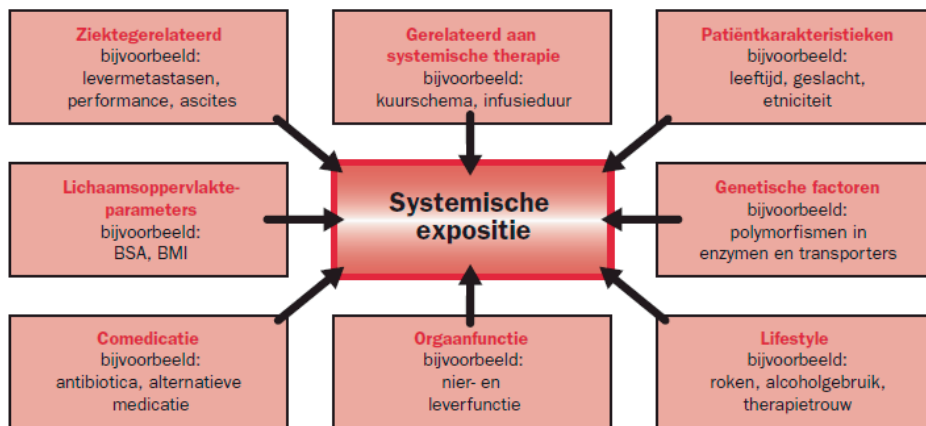 Ziektegerelateerd
bijvoorbeeld:
levermetastasen,
performance, ascites
Gerelateerd aan
systemische therapie
bijvoorbeeld:
kuurschema, infusieduur
Patiëntkarakteristieken
bijvoorbeeld:
leeftijd, geslacht,
etniciteit
Lichaamsoppervlakte-
parameters
bijvoorbeeld:
BSA, BMI
Systemische
expositie
Genetische factoren
bijvoorbeeld:
polymorfismen in
enzymen en transporters
Comedicatie
bijvoorbeeld:
antibiotica, alternatieve
medicatie
Orgaanfunctie
bijvoorbeeld:
nier- en
leverfunctie
Lifestyle
bijvoorbeeld:
roken, alcoholgebruik,
therapietrouw